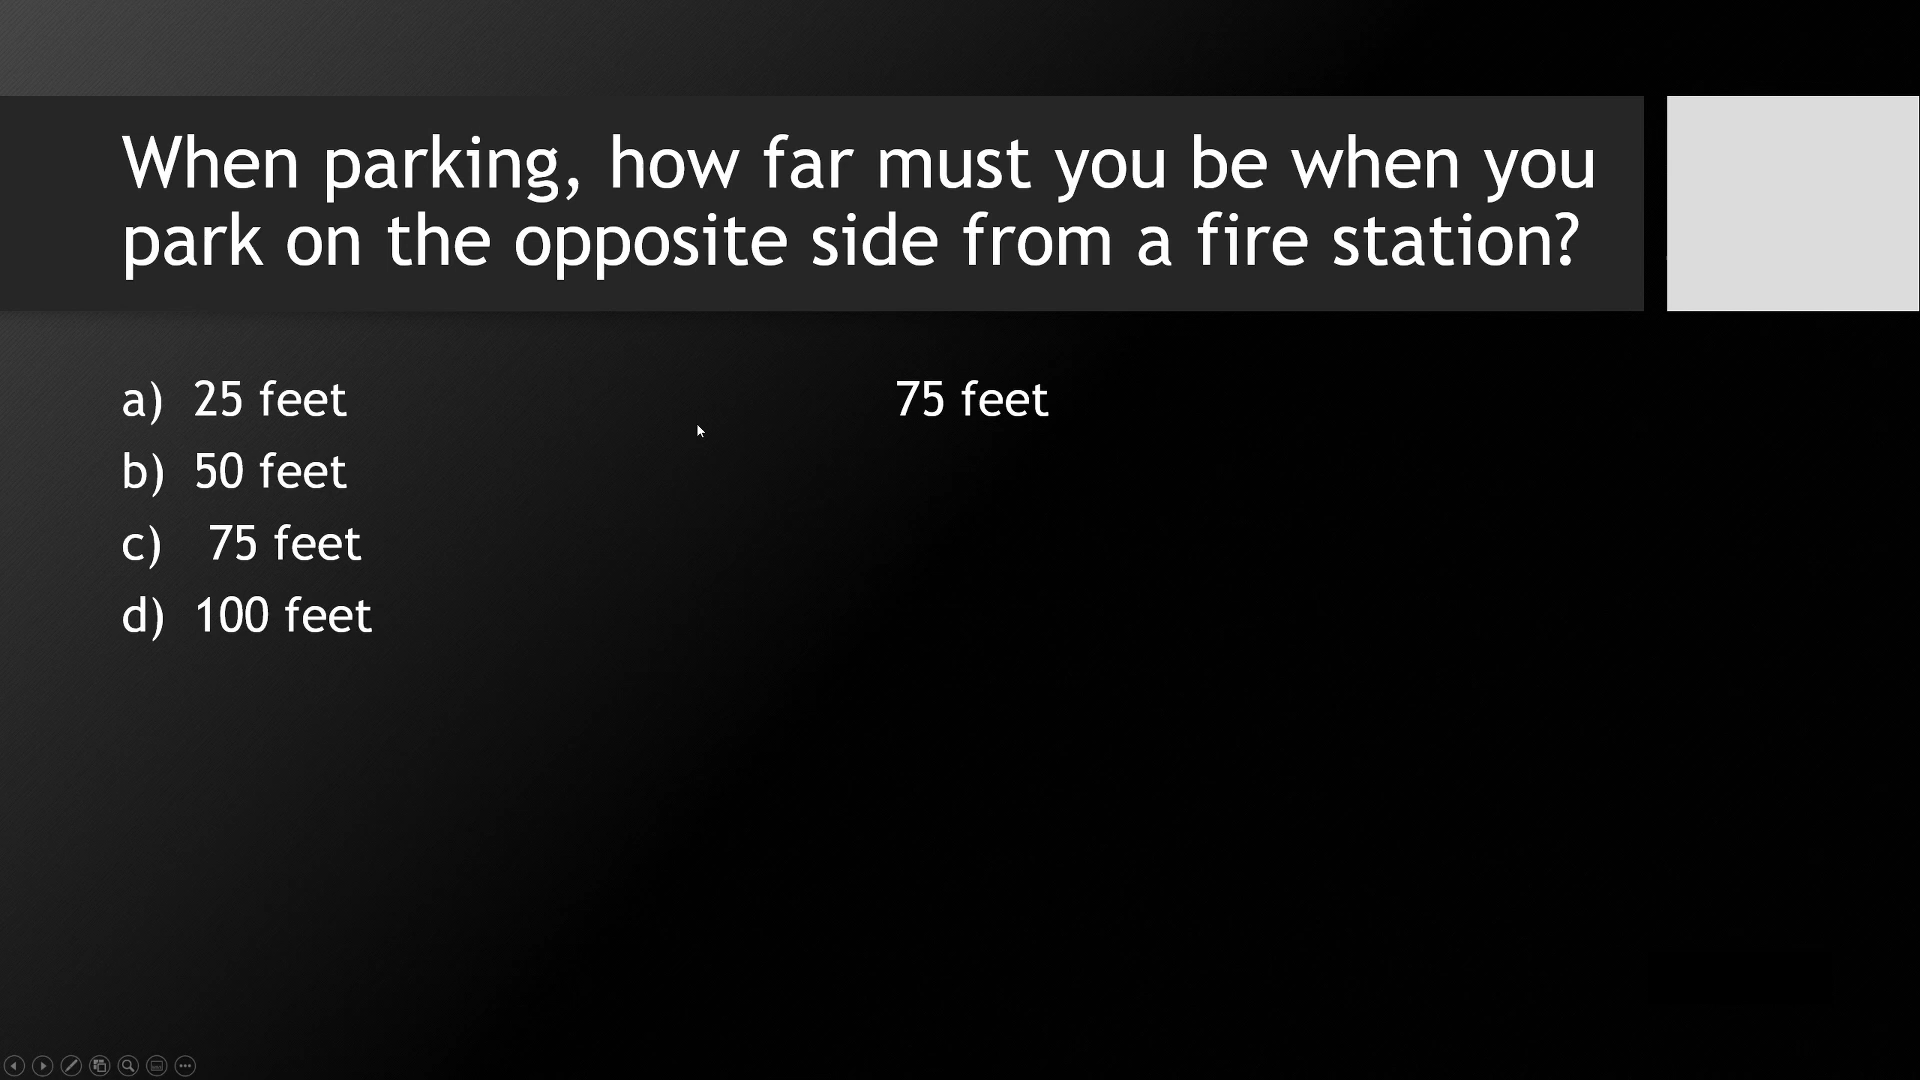 When parking, how far must you be when you
park on the opposite side from a fire station?
a) 25 feet
b) 50 feet
c) 75 feet
d) 100 feet
75 feet